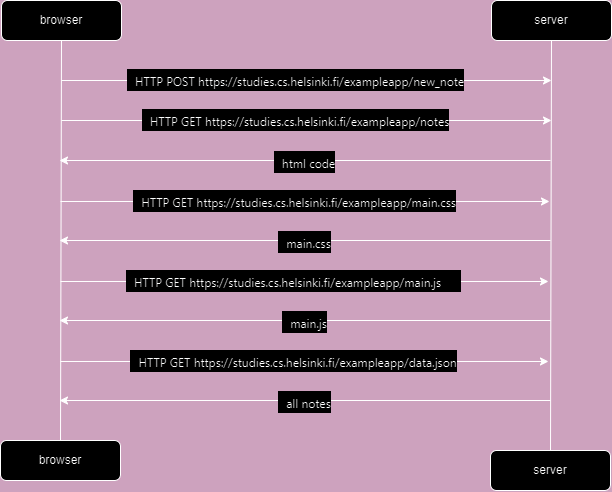 browser
server
HTTP POST https://studies.cs.helsinki.fi/exampleapp/new_note
HTTP GET https://studies.cs.helsinki.fi/exampleapp/notes
html code
HTTP GET https://studies.cs.helsinki.fi/exampleapp/main.css
main.css
HTTP GET https://studies.cs.helsinki.fi/exampleapp/main.js
main.js
HTTP GET https://studies.cs.helsinki.fi/exampleapp/data.json
all notes
browser
server